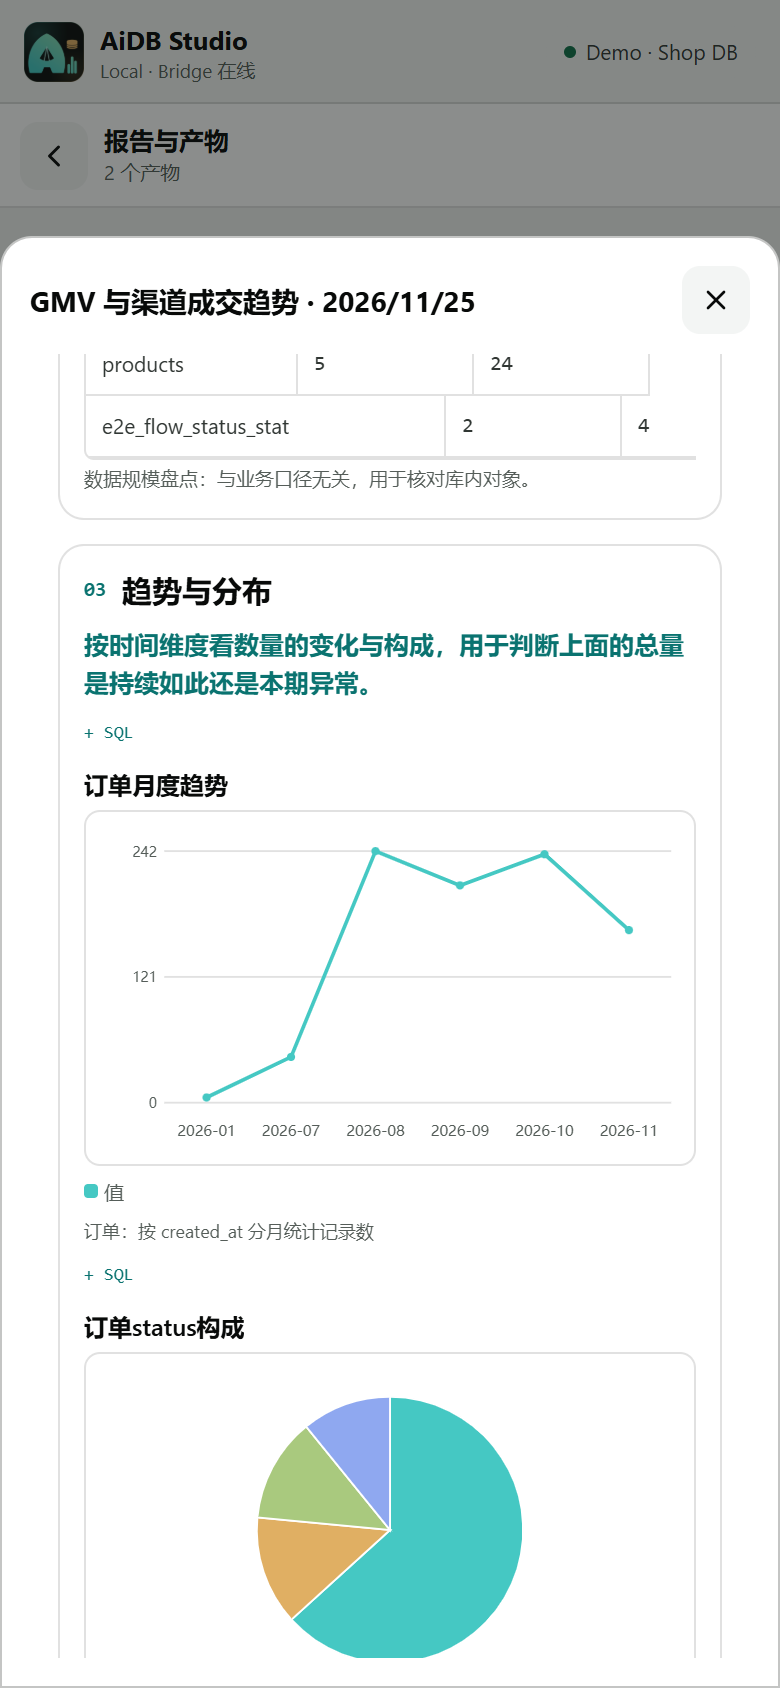 AiDB Studio
Local · Bridge 在线
Demo · Shop DB
报告与产物
2 个产物
GMV 与渠道成交趋势 · 2026/11/25
products 5 24
e2e_flow_status_stat 2 4
数据规模盘点：与业务口径无关，用于核对库内对象。
03 趋势与分布
按时间维度看数量的变化与构成，用于判断上面的总量
是持续如此还是本期异常。
+ SQL
订单月度趋势
242
121
0
2026-01 2026-07 2026-08 2026-09 2026-10 2026-11
值
订单：按 created_at 分月统计记录数
+ SQL
订单status构成